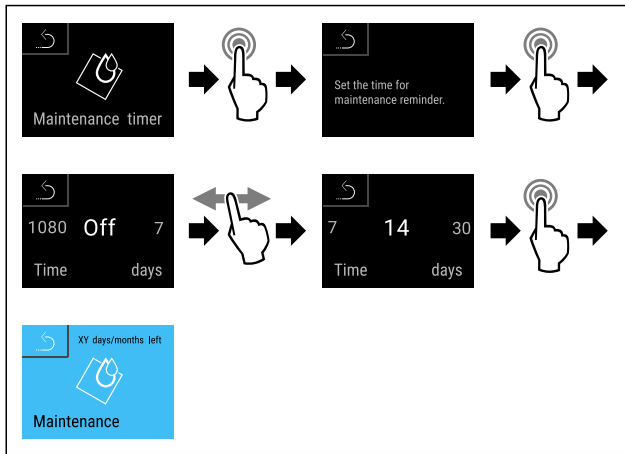 Maintenance timer
Set the time for
maintenance reminder.
1080 Off 7
Time days
7 14 30
Time days
XY days/months left
Maintenance